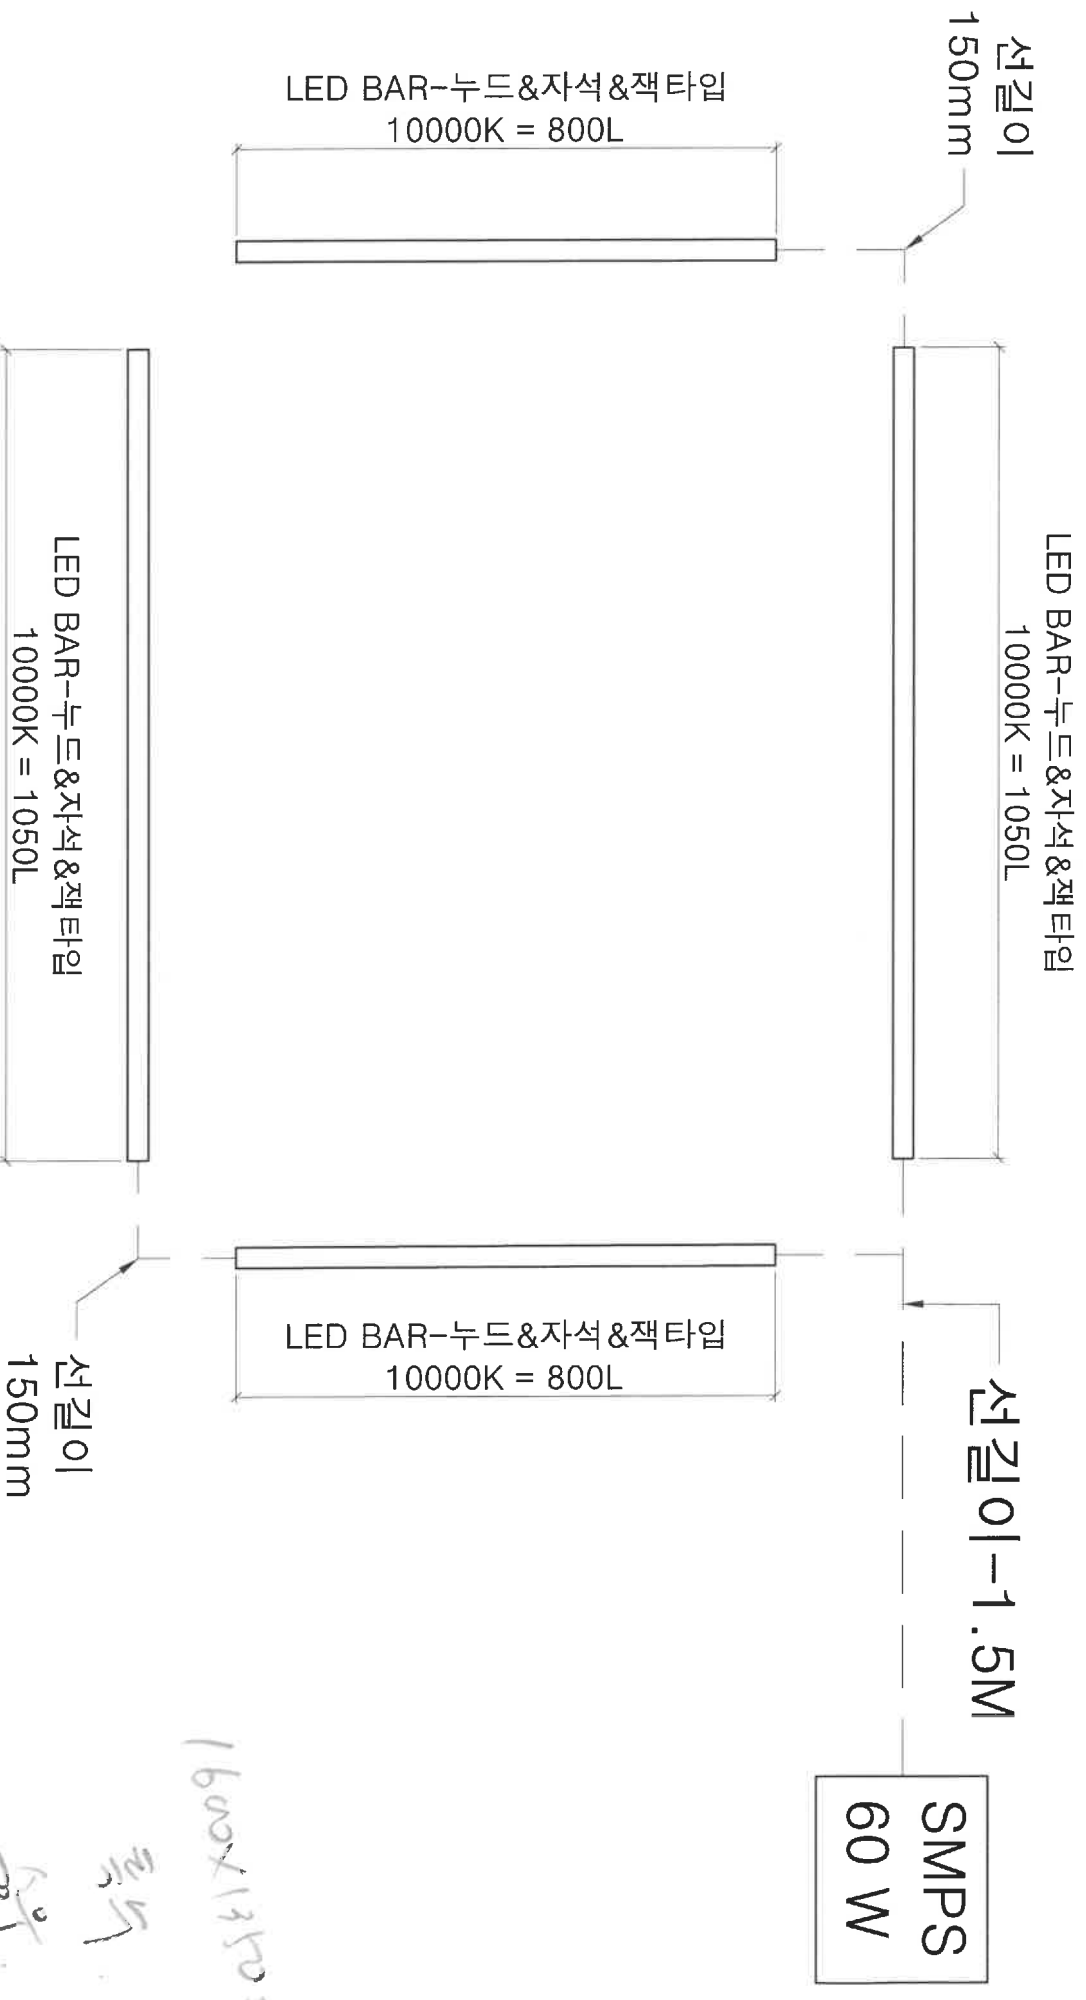 선길이
150mm
LED BAR-누드&자석&잭타입
10000K = 800L
LED BAR-누드&자석&잭타입
10000K = 1050L
LED BAR-누드&자석&잭타입
10000K = 1050L
LED BAR-누드&자석&잭타입
10000K = 800L
선길이
150mm
선길이-1.5M
SMPS
60 W